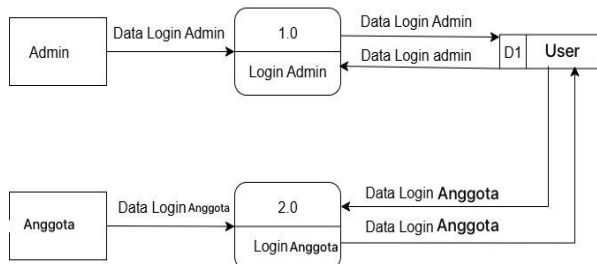 Admin
Data Login Admin
1.0
Login Admin
Data Login Admin
Data Login admin
D1
User
Anggota
Data Login Anggota
2.0
Login Anggota
Data Login Anggota
Data Login Anggota